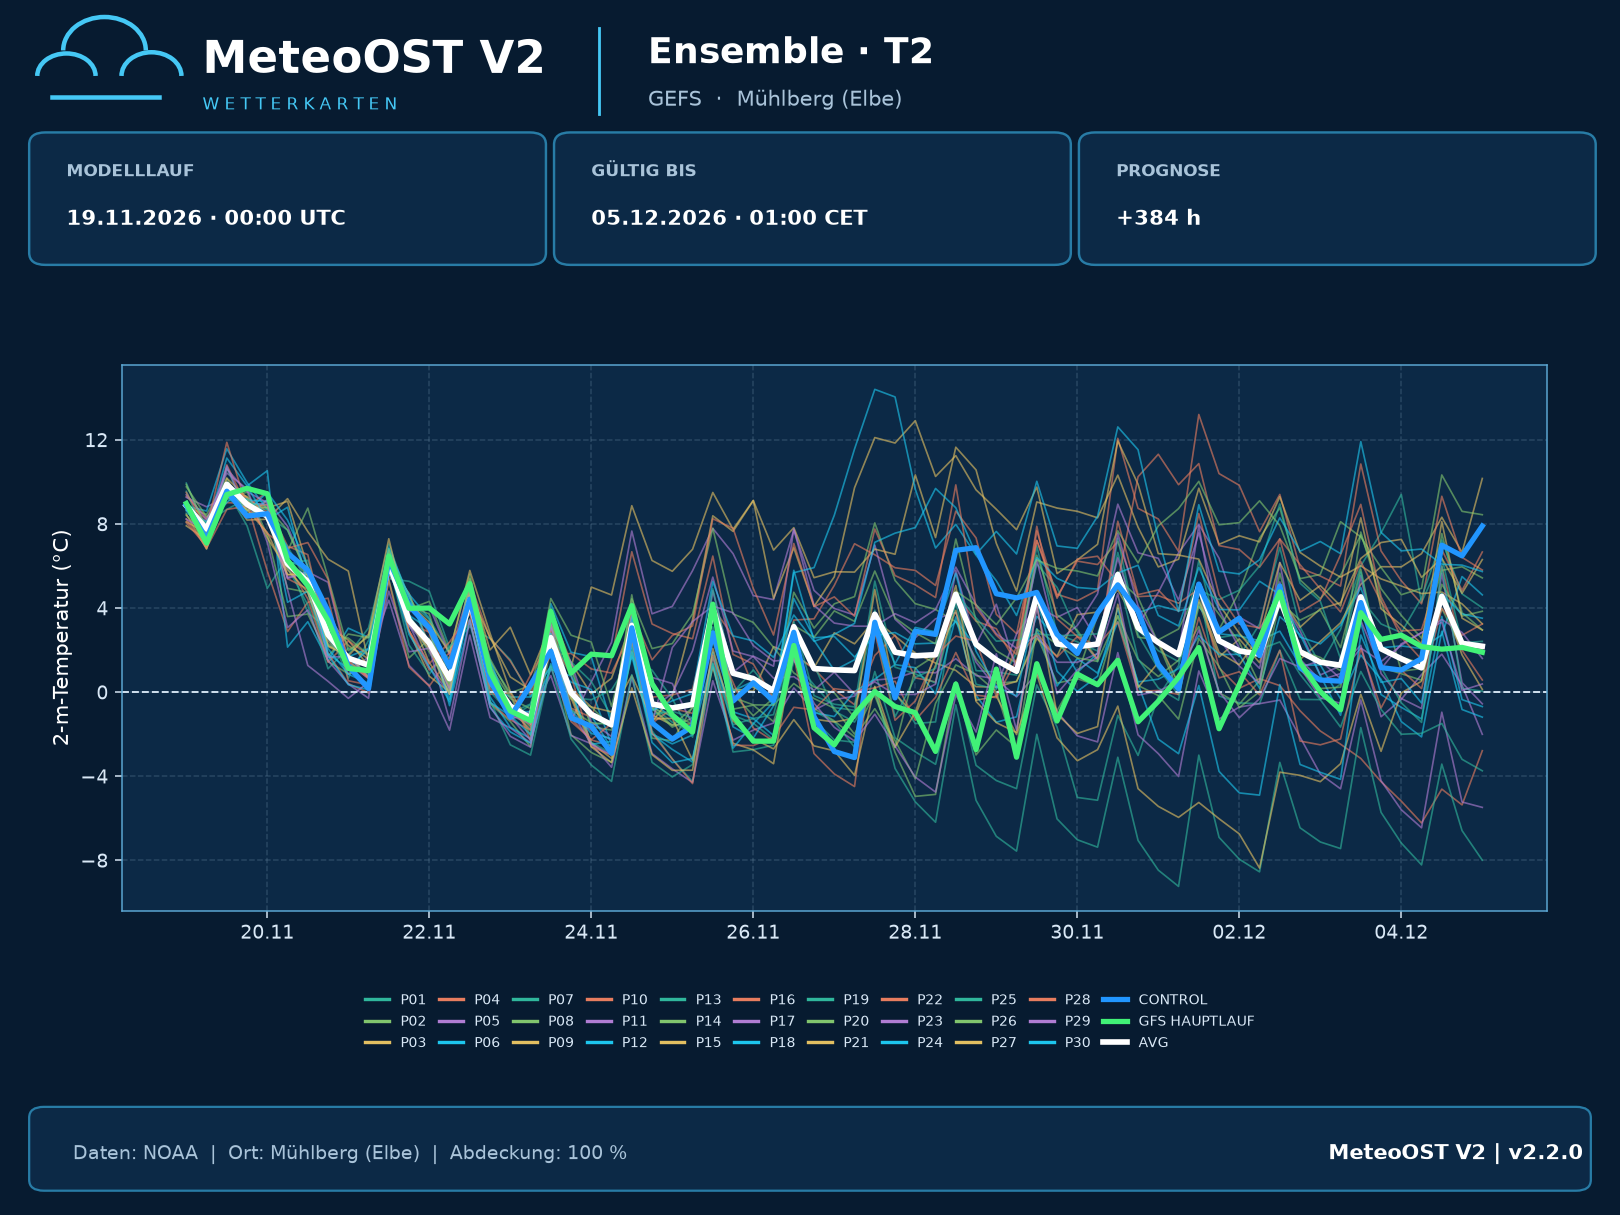 MeteoOST V2
WETTERKARTEN
Ensemble · T2
GEFS · Mühlberg (Elbe)
MODELLLAUF
19.11.2026 · 00:00 UTC
GÜLTIG BIS
05.12.2026 · 01:00 CET
PROGNOSE
+384 h
2-m-Temperatur (°C)
12
8
4
0
−4
−8
20.11 22.11 24.11 26.11 28.11 30.11 02.12 04.12
P01 P04 P07 P10 P13 P16 P19 P22 P25 P28 CONTROL
P02 P05 P08 P11 P14 P17 P20 P23 P26 P29 GFS HAUPTLAUF
P03 P06 P09 P12 P15 P18 P21 P24 P27 P30 AVG
Daten: NOAA | Ort: Mühlberg (Elbe) | Abdeckung: 100 %
MeteoOST V2 | v2.2.0